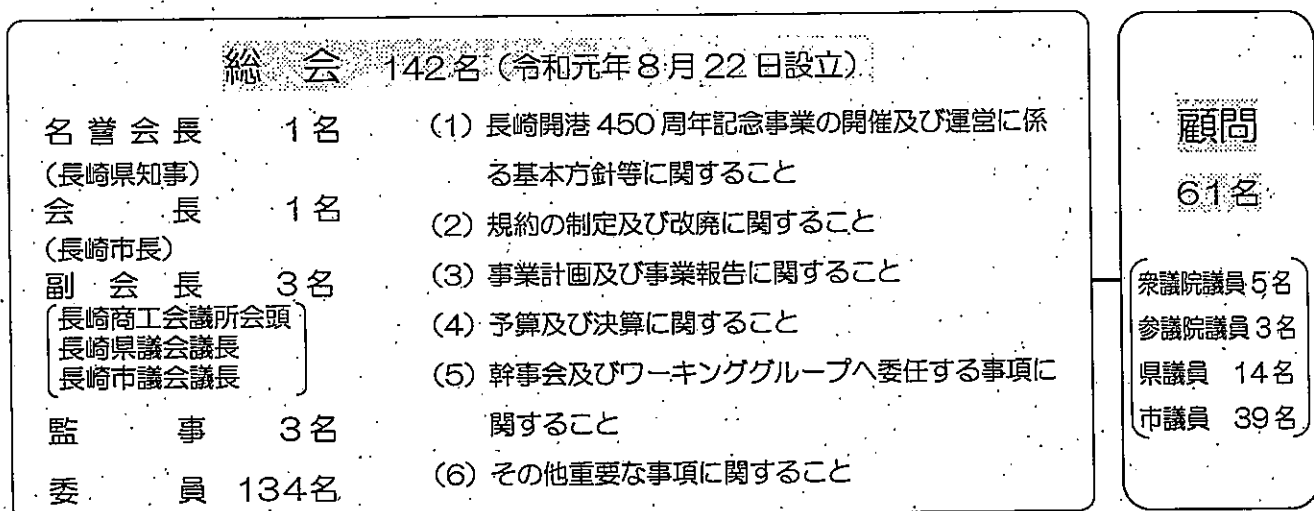 総会 142名（令和元年8月22日設立）
名誉会長 1名
（長崎県知事）
会長 1名
（長崎市長）
副会長 3名
長崎商工会議所会頭
長崎県議会議長
長崎市議会議長
監事 3名
委員 134名
（1）長崎開港450周年記念事業の開催及び運営に係
る基本方針等に関すること
（2）規約の制定及び改廃に関すること
（3）事業計画及び事業報告に関すること
（4）予算及び決算に関すること
（5）幹事会及びワーキンググループへ委任する事項に
関すること
（6）その他重要な事項に関すること
顧問
61名
衆議院議員5名
参議院議員3名
県議員 14名
市議員 39名